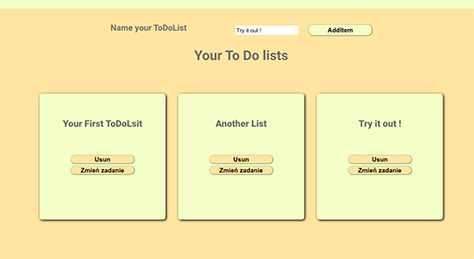 Name your ToDoList Try it out ! AddItem
Your To Do lists
Your First ToDoLsit Another List Try it out !
Usun Usun Usun
Zmień zadanie Zmień zadanie Zmień zadanie